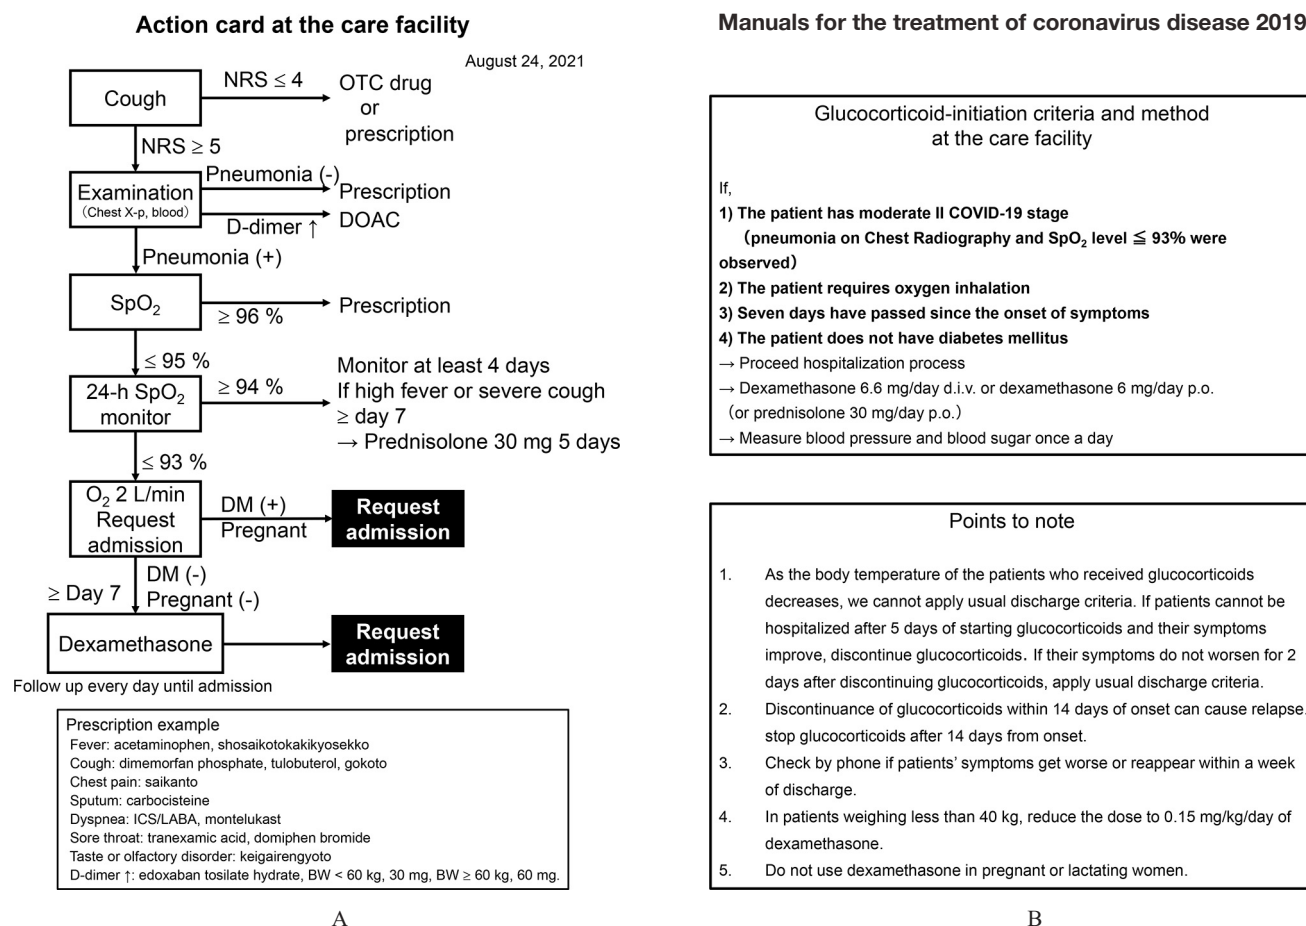 Action card at the care facility
August 24, 2021
Cough
NRS ≤ 4
OTC drug
or
prescription
NRS ≥ 5
Examination
（Chest X-p, blood）
Pneumonia (-)
Prescription
D-dimer ↑
DOAC
Pneumonia (+)
SpO₂
≥ 96 %
Prescription
≤ 95 %
24-h SpO₂
monitor
≥ 94 %
Monitor at least 4 days
If high fever or severe cough
≥ day 7
→ Prednisolone 30 mg 5 days
≤ 93 %
O₂ 2 L/min
Request
admission
DM (+)
Pregnant
Request
admission
≥ Day 7
DM (-)
Pregnant (-)
Dexamethasone
Request
admission
Follow up every day until admission
Prescription example
Fever: acetaminophen, shosaikotokakikyosekko
Cough: dimemorfan phosphate, tulobuterol, gokoto
Chest pain: saikanto
Sputum: carbocisteine
Dyspnea: ICS/LABA, montelukast
Sore throat: tranexamic acid, domiphen bromide
Taste or olfactory disorder: keigairengyoto
D-dimer ↑: edoxaban tosilate hydrate, BW < 60 kg, 30 mg, BW ≥ 60 kg, 60 mg.
A
Manuals for the treatment of coronavirus disease 2019
Glucocorticoid-initiation criteria and method
at the care facility
If,
1) The patient has moderate II COVID-19 stage
（pneumonia on Chest Radiography and SpO₂ level ≦ 93% were
observed）
2) The patient requires oxygen inhalation
3) Seven days have passed since the onset of symptoms
4) The patient does not have diabetes mellitus
→ Proceed hospitalization process
→ Dexamethasone 6.6 mg/day d.i.v. or dexamethasone 6 mg/day p.o.
（or prednisolone 30 mg/day p.o.）
→ Measure blood pressure and blood sugar once a day
Points to note
1. As the body temperature of the patients who received glucocorticoids
decreases, we cannot apply usual discharge criteria. If patients cannot be
hospitalized after 5 days of starting glucocorticoids and their symptoms
improve, discontinue glucocorticoids. If their symptoms do not worsen for 2
days after discontinuing glucocorticoids, apply usual discharge criteria.
2. Discontinuance of glucocorticoids within 14 days of onset can cause relapse.
stop glucocorticoids after 14 days from onset.
3. Check by phone if patients' symptoms get worse or reappear within a week
of discharge.
4. In patients weighing less than 40 kg, reduce the dose to 0.15 mg/kg/day of
dexamethasone.
5. Do not use dexamethasone in pregnant or lactating women.
B